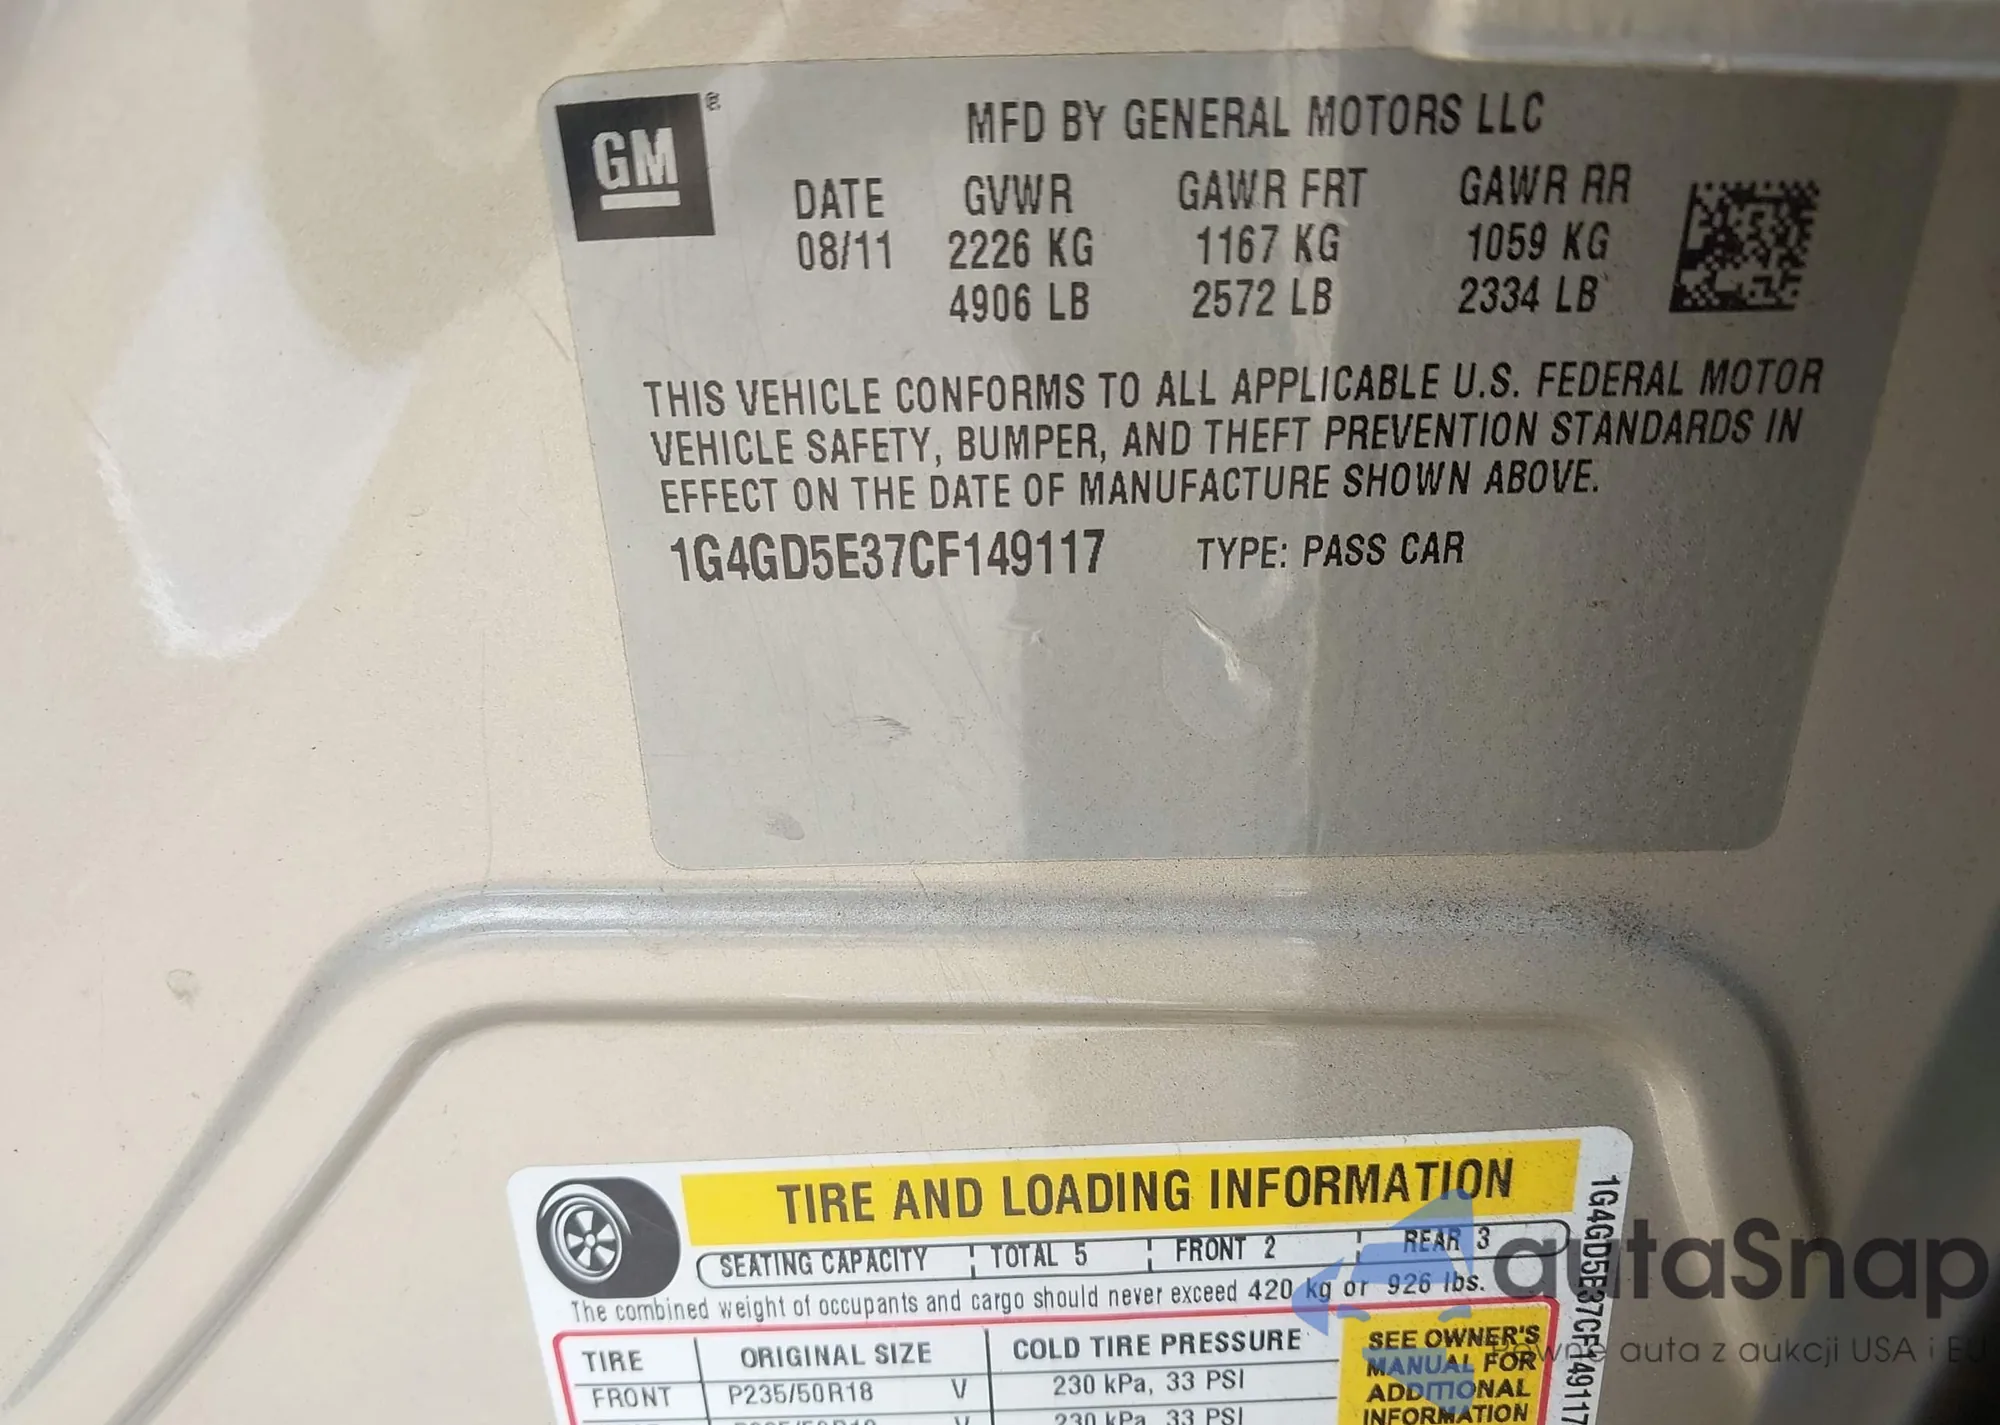 GM ®
MFD BY GENERAL MOTORS LLC
DATE GVWR GAWR FRT GAWR RR
08/11 2226 KG 1167 KG 1059 KG
4906 LB 2572 LB 2334 LB
THIS VEHICLE CONFORMS TO ALL APPLICABLE U.S. FEDERAL MOTOR
VEHICLE SAFETY, BUMPER, AND THEFT PREVENTION STANDARDS IN
EFFECT ON THE DATE OF MANUFACTURE SHOWN ABOVE.
1G4GD5E37CF149117 TYPE: PASS CAR
TIRE AND LOADING INFORMATION
SEATING CAPACITY TOTAL 5 FRONT 2 REAR 3
The combined weight of occupants and cargo should never exceed 420 kg or 926 lbs.
TIRE ORIGINAL SIZE COLD TIRE PRESSURE
FRONT P235/50R18 V 230 kPa, 33 PSI
P235/50R18 V 230 kPa, 33 PSI
SEE OWNER'S
MANUAL FOR
ADDITIONAL
INFORMATION
1G4GD5E37CF149117
autaSnap
auta z aukcji USA i EU